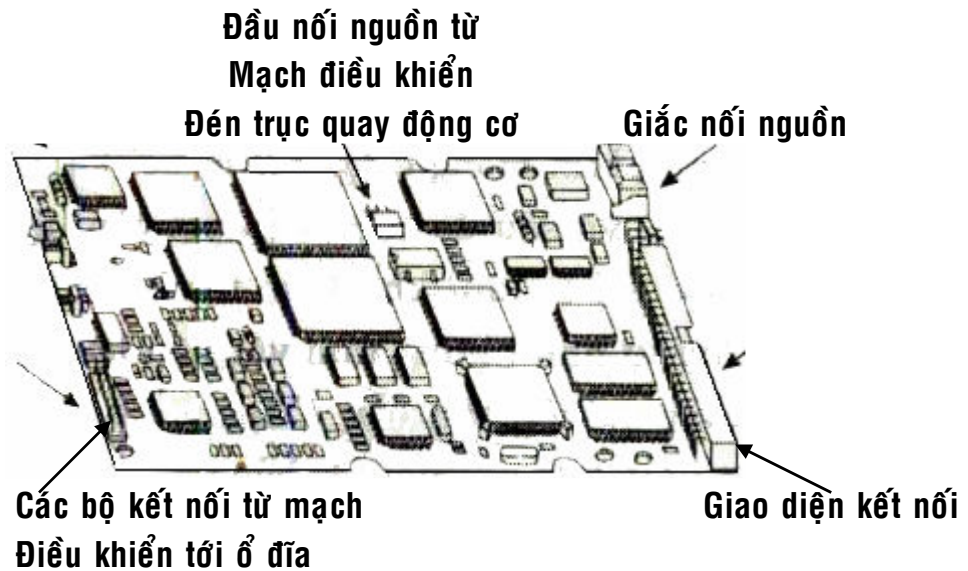 Đầu nối nguồn từ
Mạch điều khiển
Đén trục quay động cơ
Giắc nối nguồn
Các bộ kết nối từ mạch
Điều khiển tới ổ đĩa
Giao diện kết nối